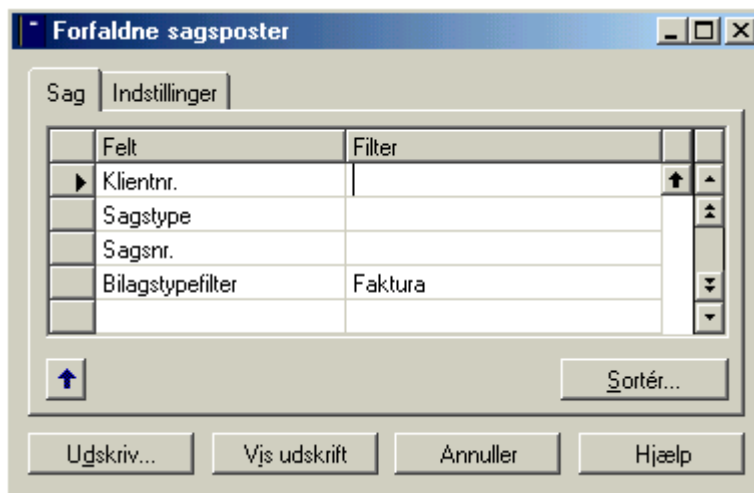 Forfaldne sagsposter
Sag Indstillinger
Felt Filter
Klientnr.
Sagstype
Sagsnr.
Bilagstypefilter Faktura
Sortér...
Udskriv... Vis udskrift Annuller Hjælp